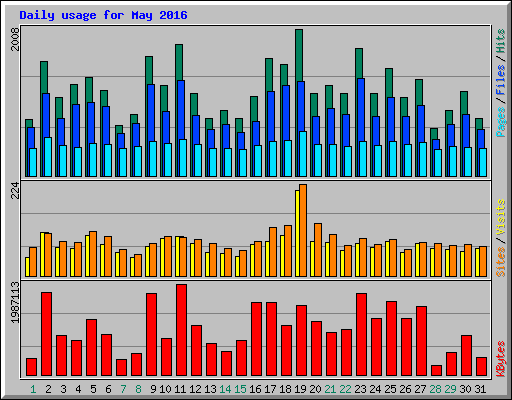 Daily usage for May 2016
2008
Pages / Files / Hits
224
Sites / Visits
1987113
KBytes
1 2 3 4 5 6 7 8 9 10 11 12 13 14 15 16 17 18 19 20 21 22 23 24 25 26 27 28 29 30 31